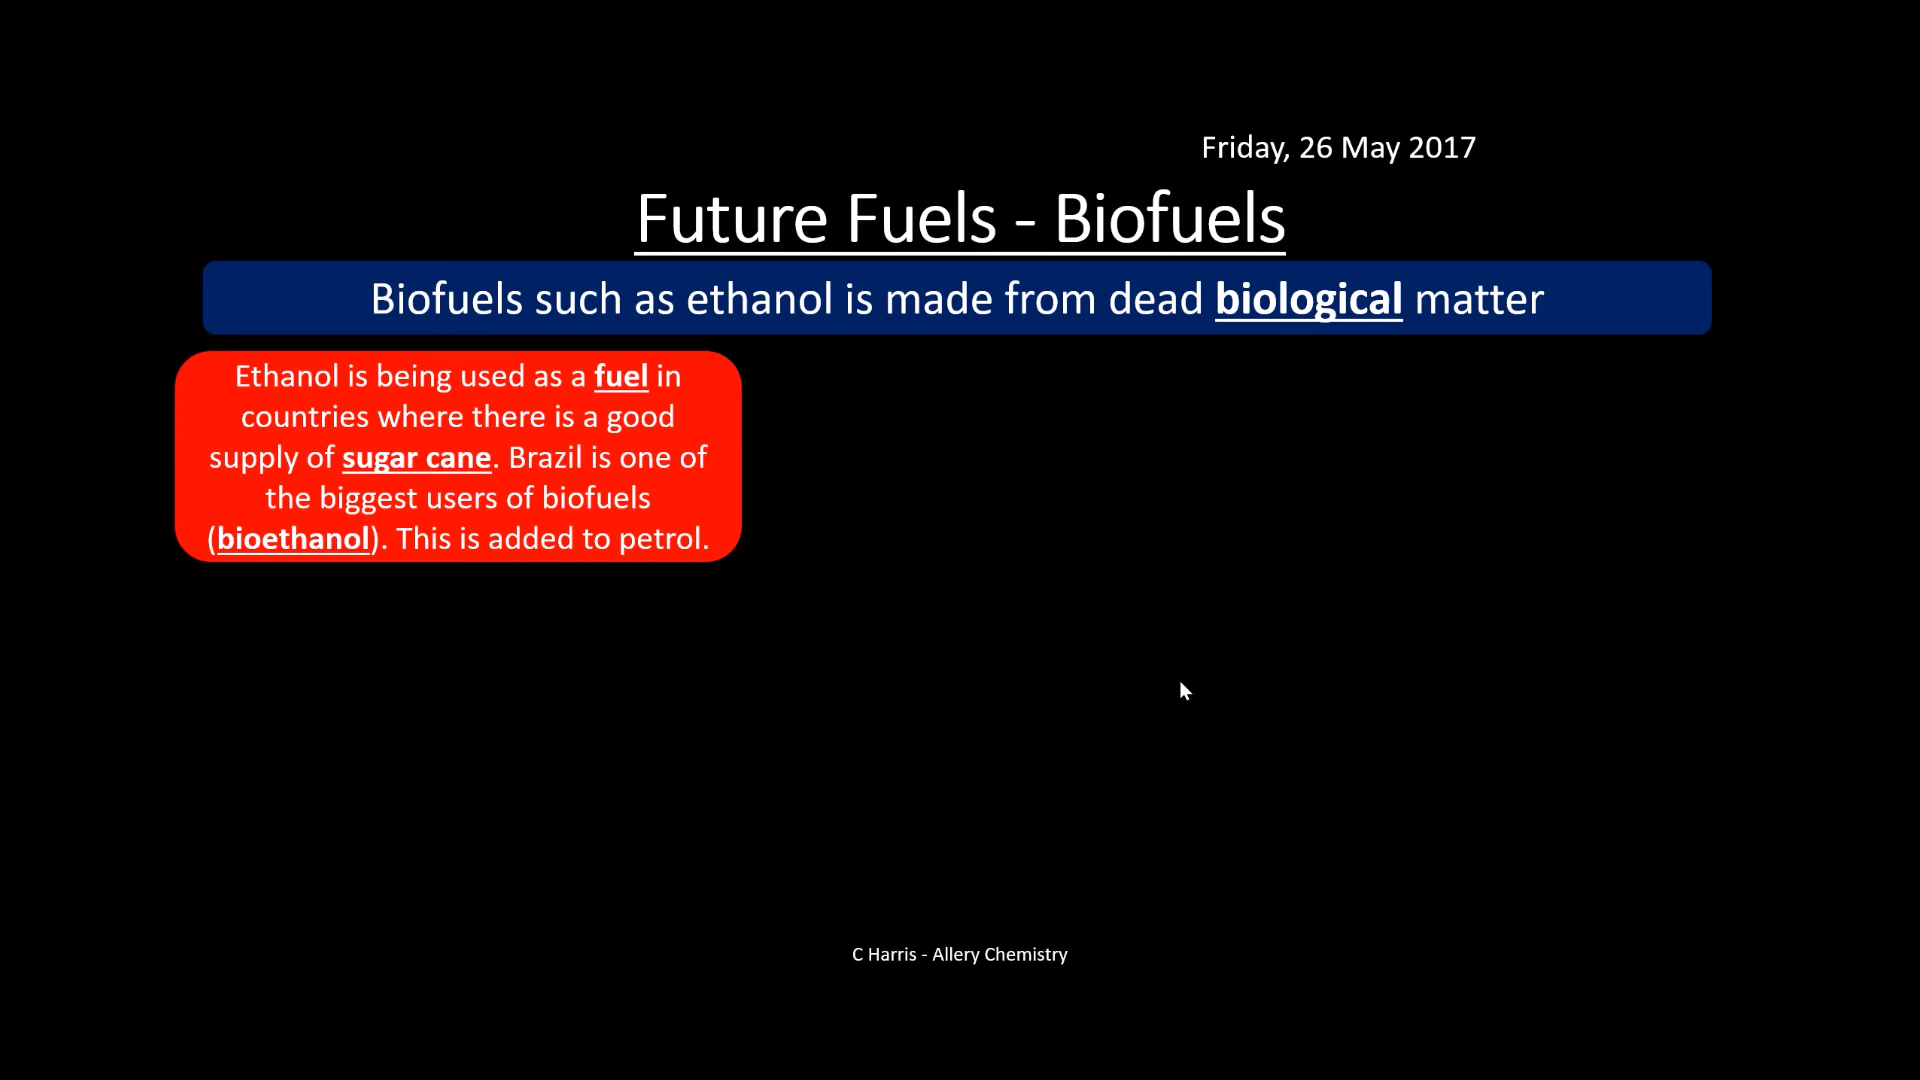 Friday, 26 May 2017
Future Fuels - Biofuels
Biofuels such as ethanol is made from dead biological matter
Ethanol is being used as a fuel in
countries where there is a good
supply of sugar cane. Brazil is one of
the biggest users of biofuels
(bioethanol). This is added to petrol.
C Harris - Allery Chemistry